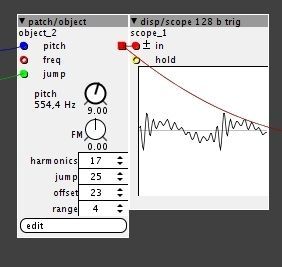 patch/object
object_2
pitch
freq
jump
pitch
554,4 Hz
9.00
FM
0.00
harmonics 17
jump 25
offset 23
range 4
edit
disp/scope 128 b trig
scope_1
± in
hold